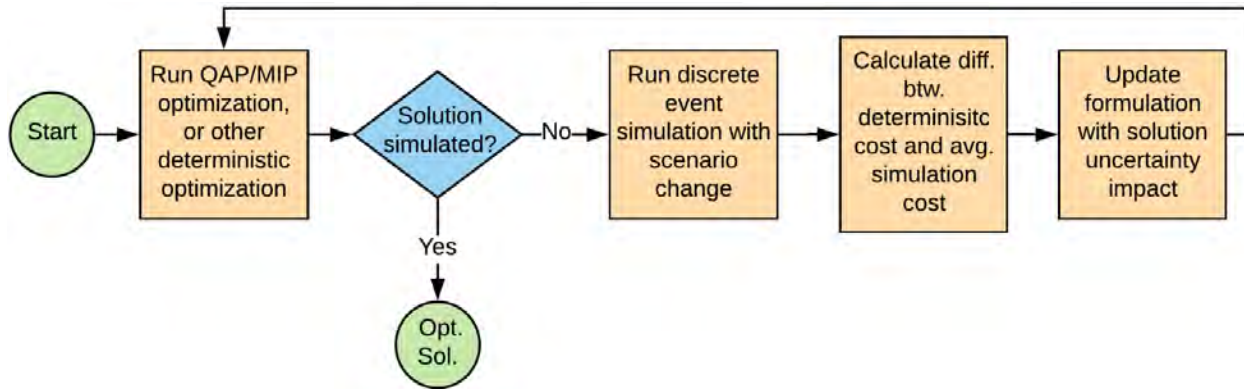 Start
Run QAP/MIP
optimization,
or other
deterministic
optimization
Solution
simulated?
No
Run discrete
event
simulation with
scenario
change
Calculate diff.
btw.
determinisitc
cost and avg.
simulation
cost
Update
formulation
with solution
uncertainty
impact
Yes
Opt.
Sol.